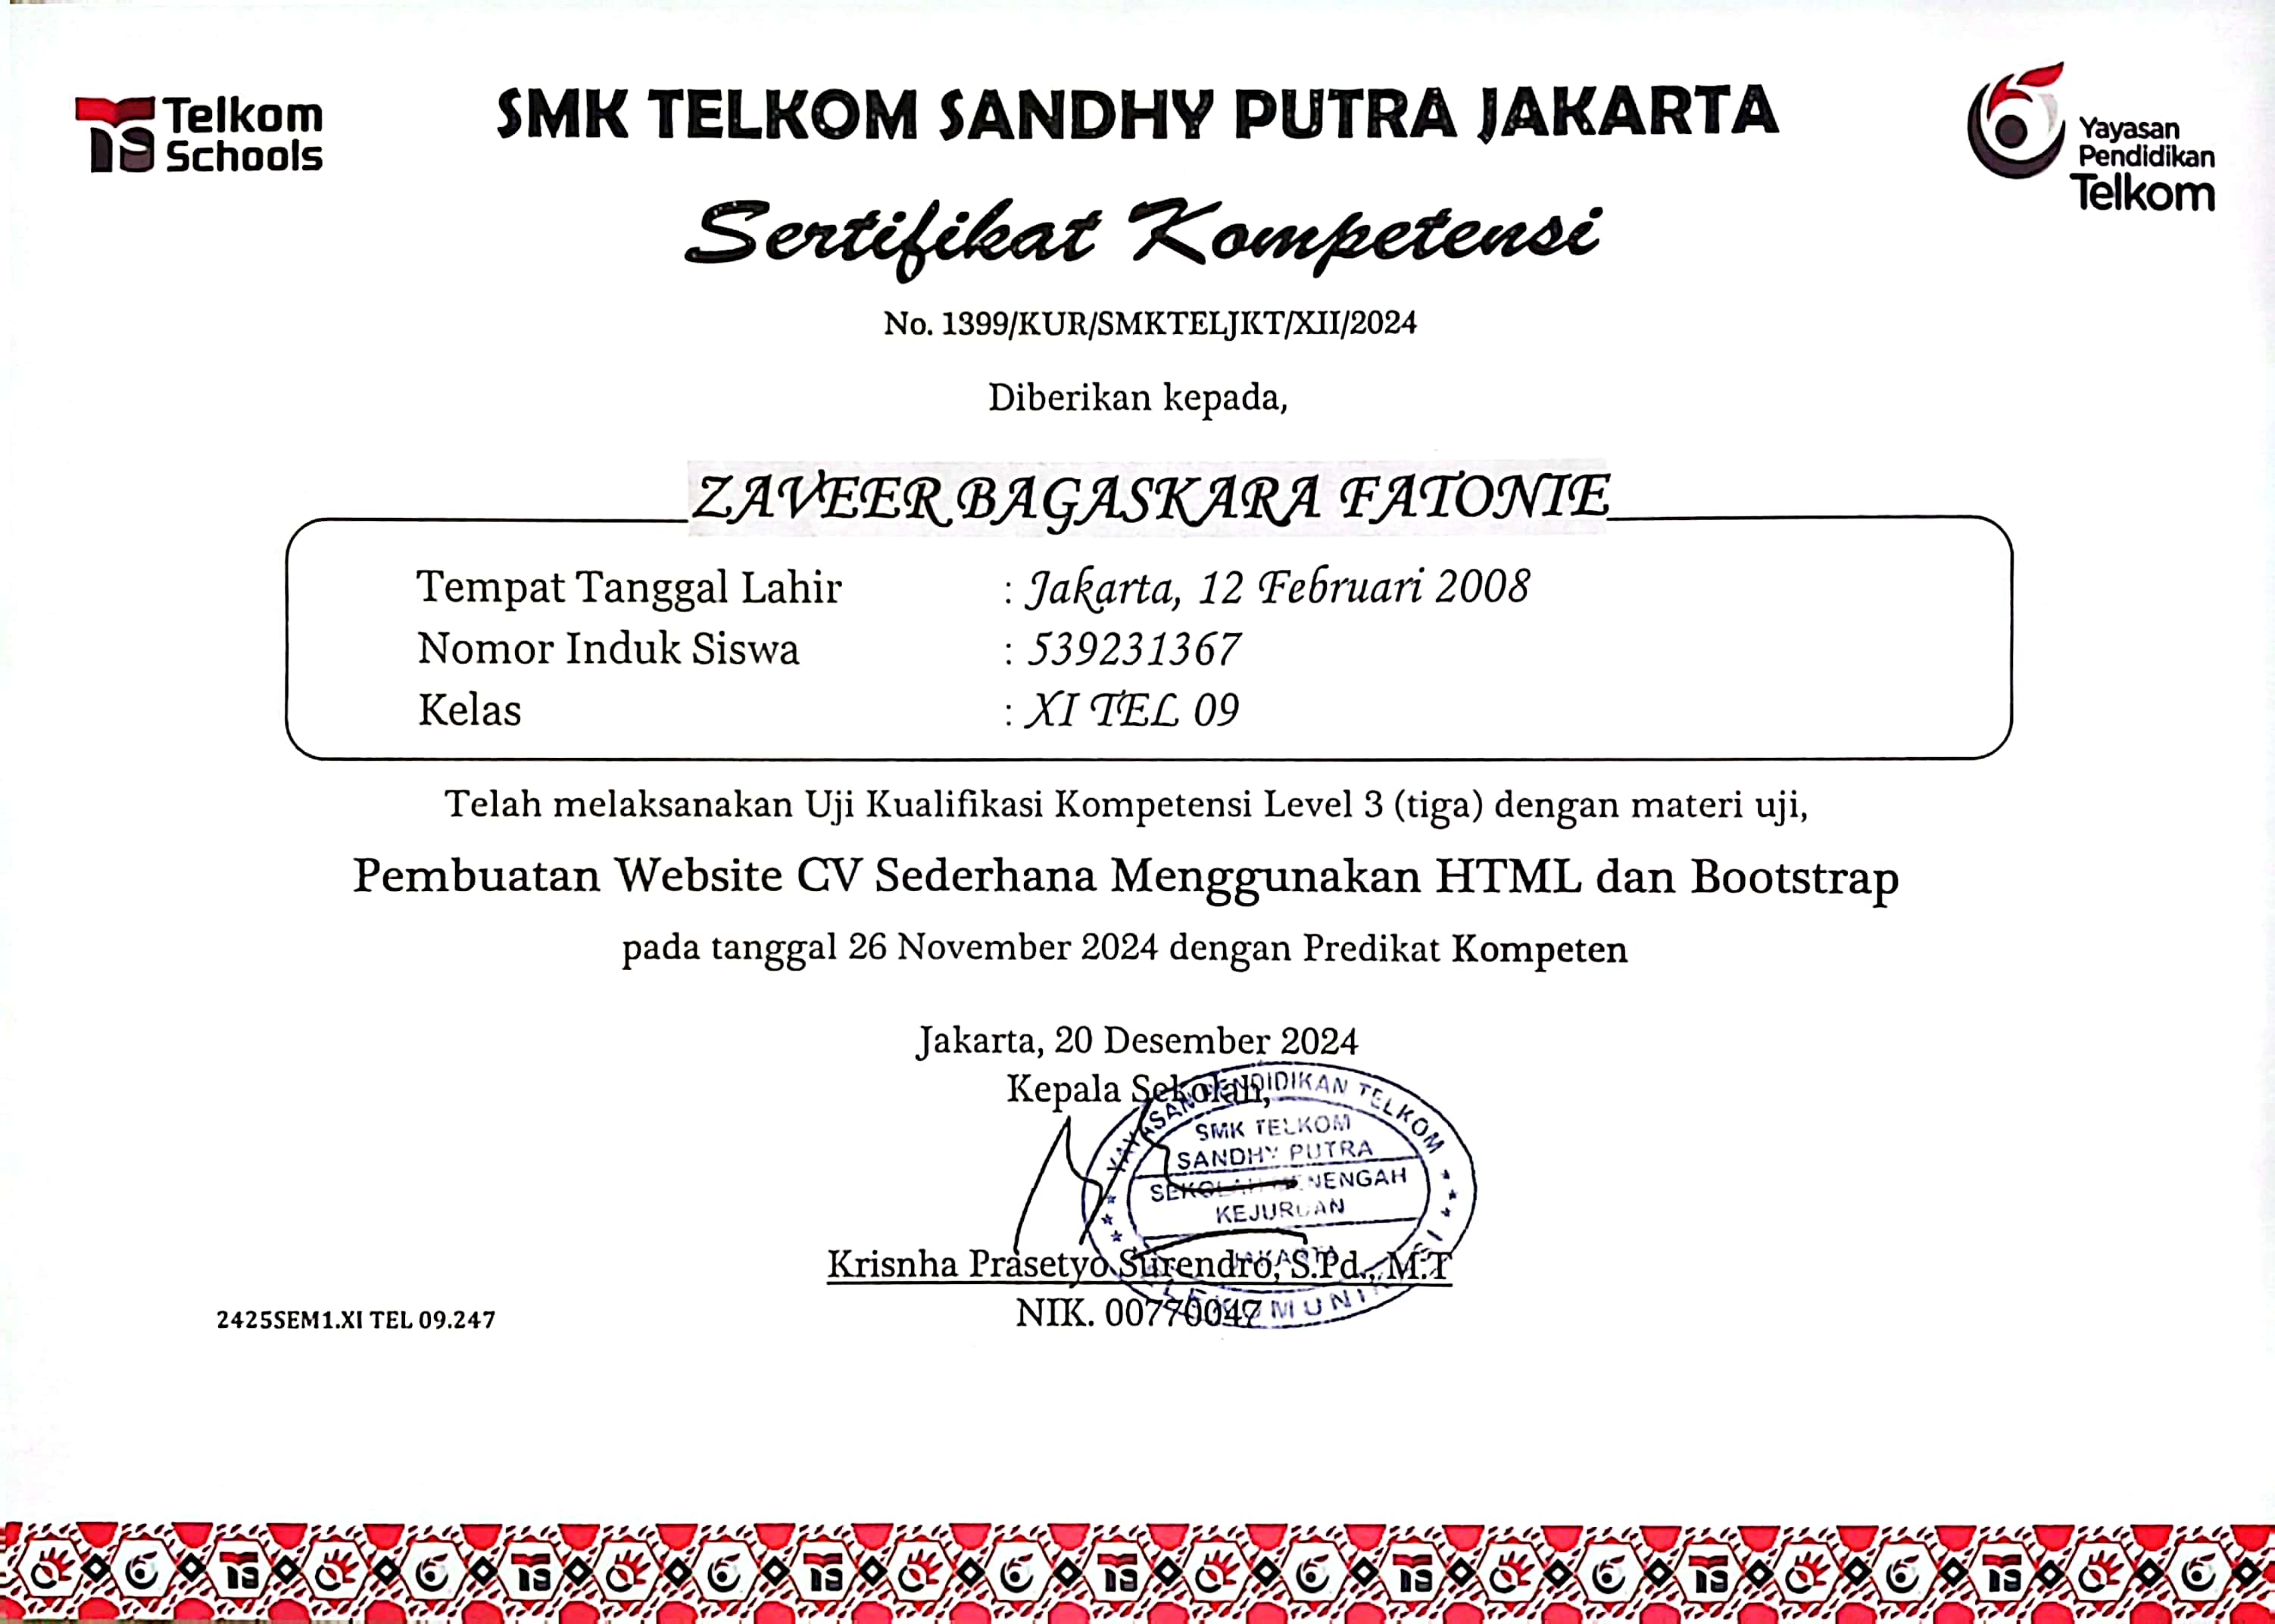 Telkom
Schools
SMK TELKOM SANDHY PUTRA JAKARTA
Yayasan
Pendidikan
Telkom
Sertifikat Kompetensi
No. 1399/KUR/SMKTELJKT/XII/2024
Diberikan kepada,
ZAVEER BAGASKARA FATONIE
Tempat Tanggal Lahir : Jakarta, 12 Februari 2008
Nomor Induk Siswa : 539231367
Kelas : XI TEL 09
Telah melaksanakan Uji Kualifikasi Kompetensi Level 3 (tiga) dengan materi uji,
Pembuatan Website CV Sederhana Menggunakan HTML dan Bootstrap
pada tanggal 26 November 2024 dengan Predikat Kompeten
Jakarta, 20 Desember 2024
Kepala Sekolah,
YAYASAN PENDIDIKAN TELKOM
SMK TELKOM
SANDHY PUTRA
SEKOLAH MENENGAH
KEJURUAN
JAKARTA
Krisnha Prasetyo Surendro, S.Pd., M.T
NIK. 00770047
2425SEM1.XI TEL 09.247